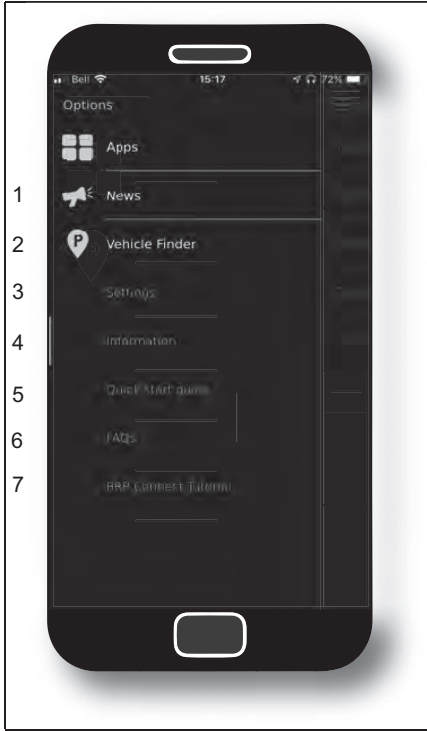 Bell 15:17 72%
Options
Apps
1 News
2 Vehicle Finder
3 Settings
4 Information
5 Quick Start guide
6 FAQs
7 BRP Connect Tutorial